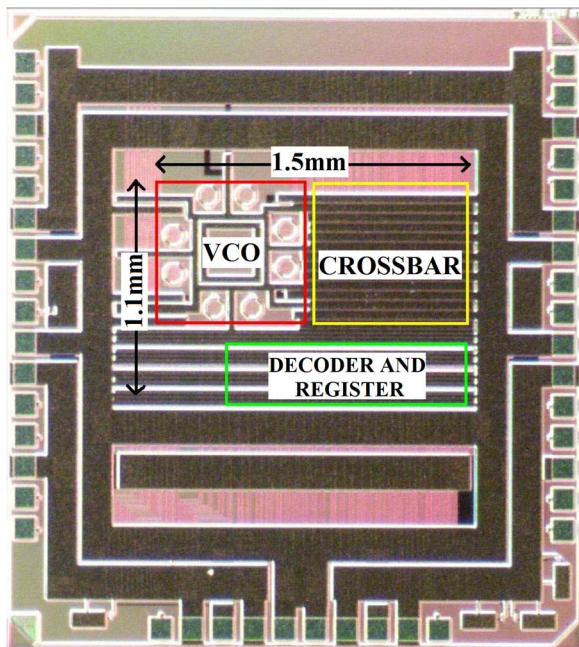 1.5mm
1.1mm
VCO
CROSSBAR
DECODER AND
REGISTER